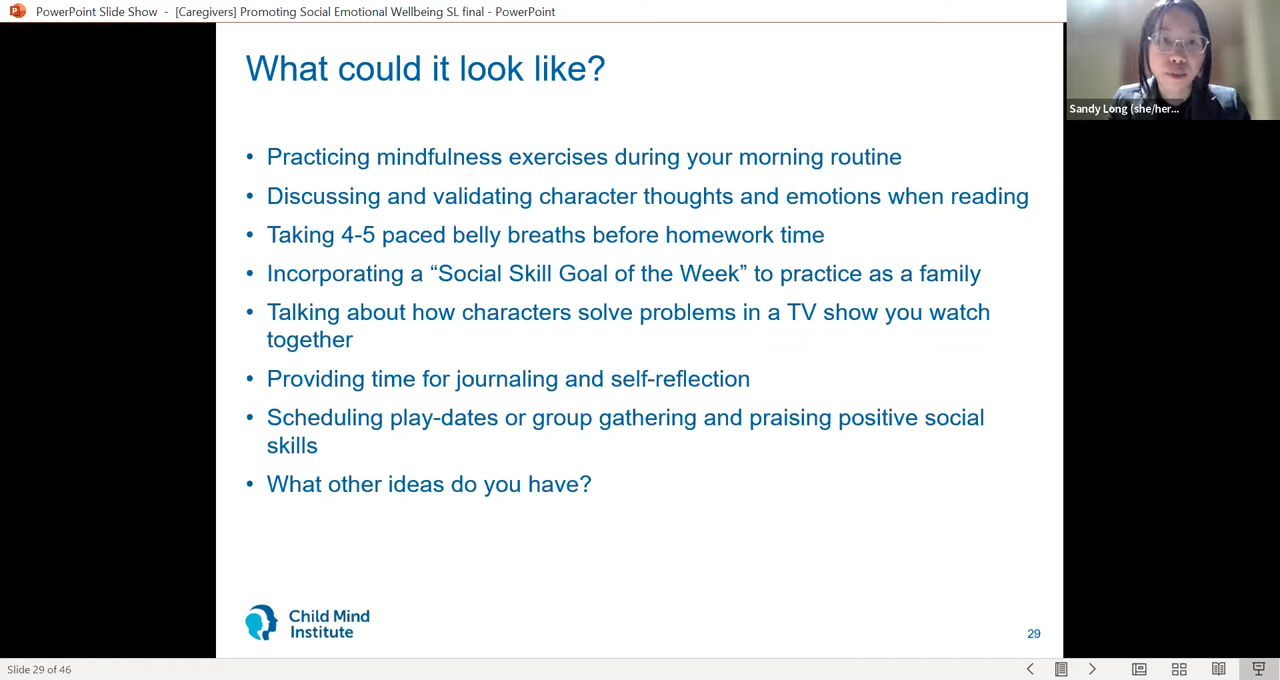 PowerPoint Slide Show - [Caregivers] Promoting Social Emotional Wellbeing SL final - PowerPoint
Sandy Long (she/her...
What could it look like?
• Practicing mindfulness exercises during your morning routine
• Discussing and validating character thoughts and emotions when reading
• Taking 4-5 paced belly breaths before homework time
• Incorporating a “Social Skill Goal of the Week” to practice as a family
• Talking about how characters solve problems in a TV show you watch
together
• Providing time for journaling and self-reflection
• Scheduling play-dates or group gathering and praising positive social
skills
• What other ideas do you have?
Child Mind
Institute
29
Slide 29 of 46